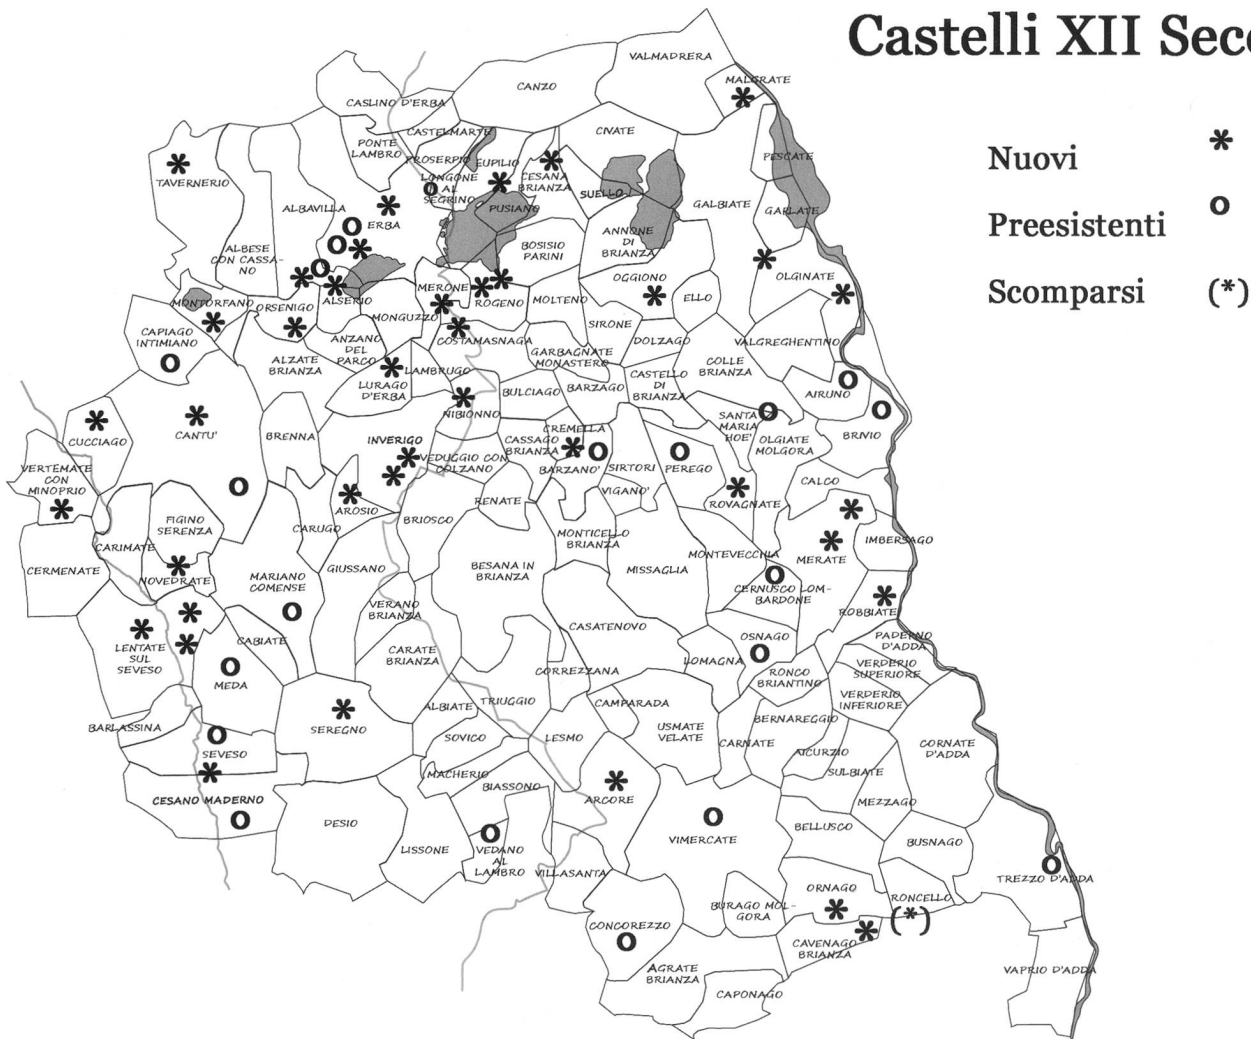 Castelli XII Seco
VALMADRERA
MALGRATE
CANZO
CASLINO D'ERBA
Nuovi *
CASTELMARTE
CIVATE
PONTE
LAMBRO
PROSERPIO
EUPILIO
PESCATE
TAVERNERIO
LONGONE
AL
SEGRINO
CESANA
BRIANZA
SUELLO
Preesistenti o
ALBAVILLA
ERBA
PUSIANO
GALBIATE
GARLATE
ANNONE
DI
BRIANZA
ALBESE
CON CASSA-
NO
BOSISIO
PARINI
OGGIONO
OLGINATE
Scomparsi (*)
MONTORFANO
ORSENIGO
ALSERIO
MERONE
ROGENO
MOLTENO
ELLO
MONGUZZO
CAPIAGO
INTIMIANO
SIRONE
ANZANO
DEL
PARCO
COSTAMASNAGA
DOLZAGO
VALGREGHENTINO
ALZATE
BRIANZA
GARBAGNATE
MONASTERO
COLLE
BRIANZA
LAMBRUGO
LURAGO
D'ERBA
BULCIAGO
BARZAGO
CASTELLO
DI
BRIANZA
AIRUNO
NIBIONNO
SANTA
MARIA
HOE'
CUCCIAGO
CANTU'
BRENNA
INVERIGO
CREMELLA
CASSAGO
BRIANZA
OLGIATE
MOLGORA
BRIVIO
VERTEMATE
CON
MINOPRIO
VEDUGGIO CON
COLZANO
BARZANO'
SIRTORI
PEREGO
CALCO
AROSIO
RENATE
VIGANO'
ROVAGNATE
FIGINO
SERENZA
CARUGO
BRIOSCO
MONTICELLO
BRIANZA
IMBERSAGO
CARIMATE
MONTEVECCHIA
MERATE
CERMENATE
NOVEDRATE
MARIANO
COMENSE
GIUSSANO
BESANA IN
BRIANZA
MISSAGLIA
CERNUSCO LOM-
BARDONE
VERANO
BRIANZA
ROBBIATE
CASATENOVO
LENTATE
SUL
SEVESO
CABIATE
OSNAGO
PADERNO
D'ADDA
CARATE
BRIANZA
LOMAGNA
VERDERIO
SUPERIORE
MEDA
CORREZZANA
RONCO
BRIANTINO
VERDERIO
INFERIORE
TRIUGGIO
CAMPARADA
ALBIATE
BERNAREGGIO
BARLASSINA
SEREGNO
USMATE
VELATE
SOVICO
LESMO
CARNATE
CORNATE
D'ADDA
SEVESO
AICURZIO
SULBIATE
MACHERIO
BIASSONO
CESANO MADERNO
ARCORE
MEZZAGO
DESIO
BELLUSCO
LISSONE
VIMERCATE
BUSNAGO
VEDANO
AL
LAMBRO
VILLASANTA
TREZZO D'ADDA
ORNAGO
RONCELLO
BURAGO MOL-
GORA
(*)
CONCOREZZO
CAVENAGO
BRIANZA
AGRATE
BRIANZA
VAPRIO D'ADDA
CAPONAGO